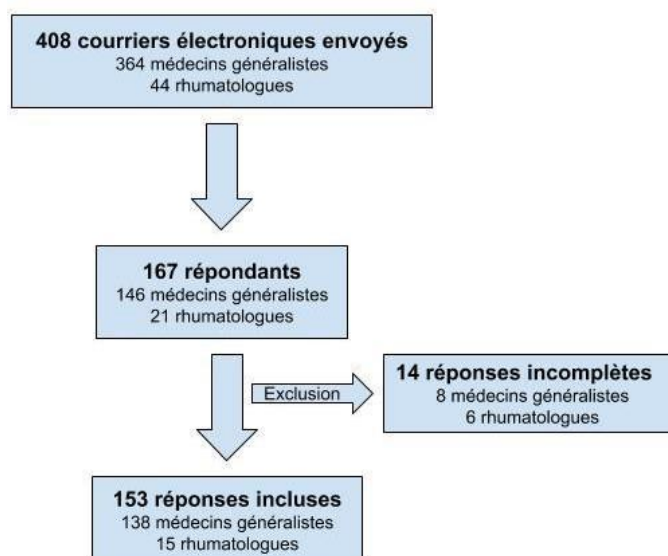 408 courriers électroniques envoyés
364 médecins généralistes
44 rhumatologues
167 répondants
146 médecins généralistes
21 rhumatologues
Exclusion
14 réponses incomplètes
8 médecins généralistes
6 rhumatologues
153 réponses incluses
138 médecins généralistes
15 rhumatologues